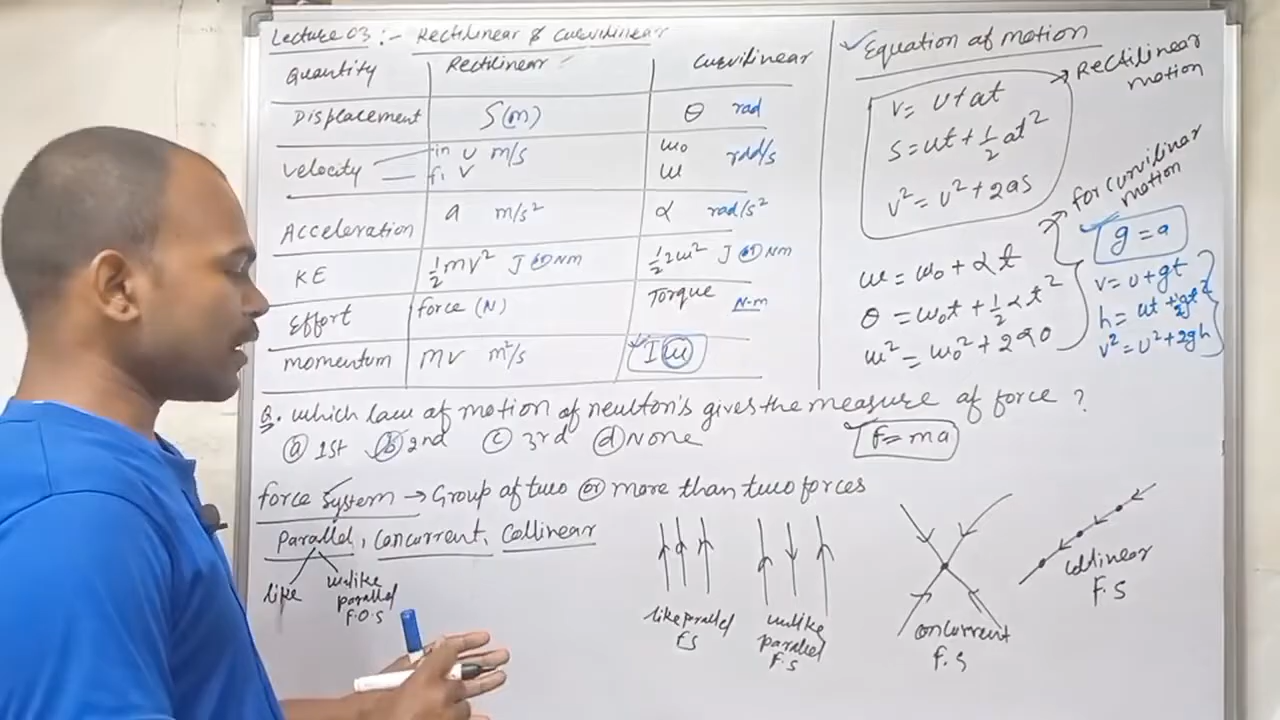 Lecture 03 :- Rectilinear & Curvilinear
Quantity Rectilinear Curvilinear
Displacement S(m) θ rad
Velocity in u m/s ω₀ rad/s
fi V ω
Acceleration a m/s² α rad/s²
KE ½mv² J or Nm ½Iω² J or Nm
Effort force (N) Torque N-m
momentum mv m²/s Iω
Equation of motion
Rectilinear motion
v = u+at
s = ut + ½at²
v² = u² + 2as
for curvilinar motion
ω = ω₀ + αt
θ = ω₀t + ½αt²
ω² = ω₀² + 2αθ
g = a
v = u+gt
h = ut + ½gt²
v² = u²+2gh
Q. which law of motion of newton's gives the measure of force ?
(a) 1st (b) 2nd (c) 3rd (d) None
F = ma
force system → Group of two or more than two forces
Parallel, Concurrent, Collinear
like
unlike
parallel
F.O.S
like prallel
FS
unlike
parallel
F.S
concurrent
F.S
collinear
F.S